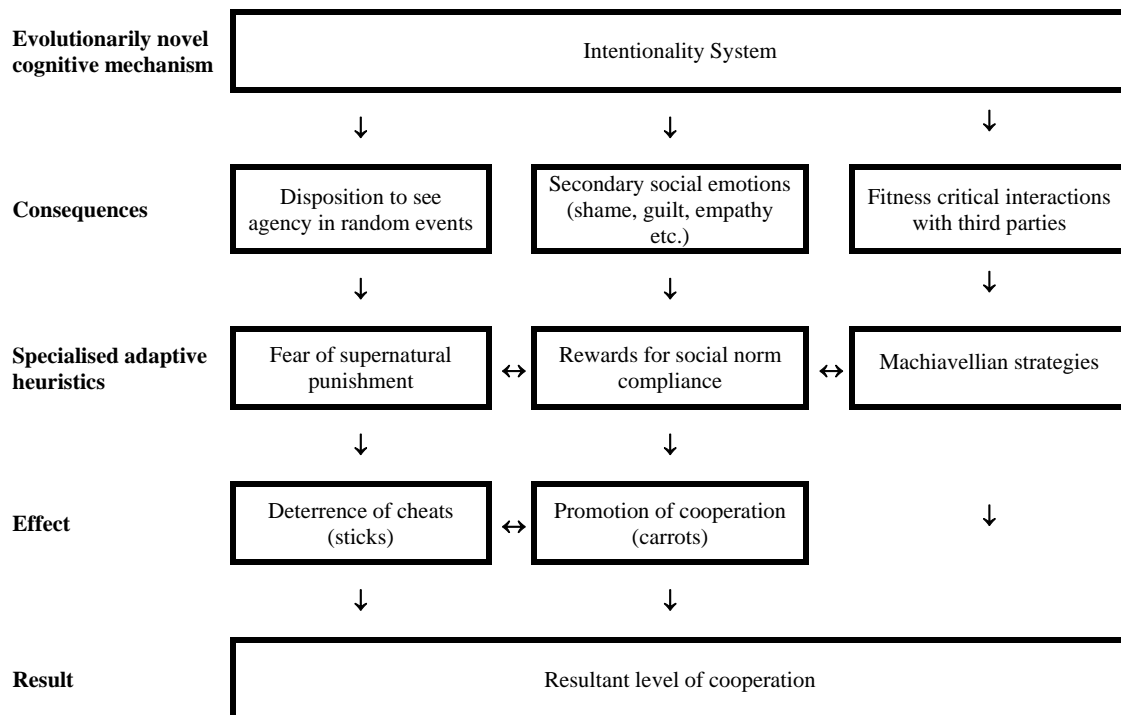 Evolutionarily novel
cognitive mechanism
Intentionality System
↓ ↓ ↓
Consequences
Disposition to see
agency in random events
Secondary social emotions
(shame, guilt, empathy
etc.)
Fitness critical interactions
with third parties
↓ ↓ ↓
Specialised adaptive
heuristics
Fear of supernatural
punishment
↔
Rewards for social norm
compliance
↔
Machiavellian strategies
↓ ↓
Effect
Deterrence of cheats
(sticks)
↔
Promotion of cooperation
(carrots)
↓
↓ ↓
Result
Resultant level of cooperation